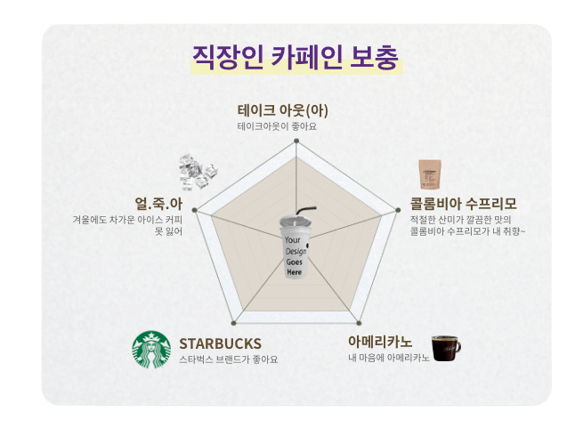 직장인 카페인 보충
테이크 아웃(아)
테이크아웃이 좋아요
얼.죽.아
겨울에도 차가운 아이스 커피
못 잃어
콜롬비아 수프리모
적절한 산미가 깔끔한 맛의
콜롬비아 수프리모가 내 취향~
Your
Design
Goes
Here
STARBUCKS
스타벅스 브랜드가 좋아요
아메리카노
내 마음에 아메리카노